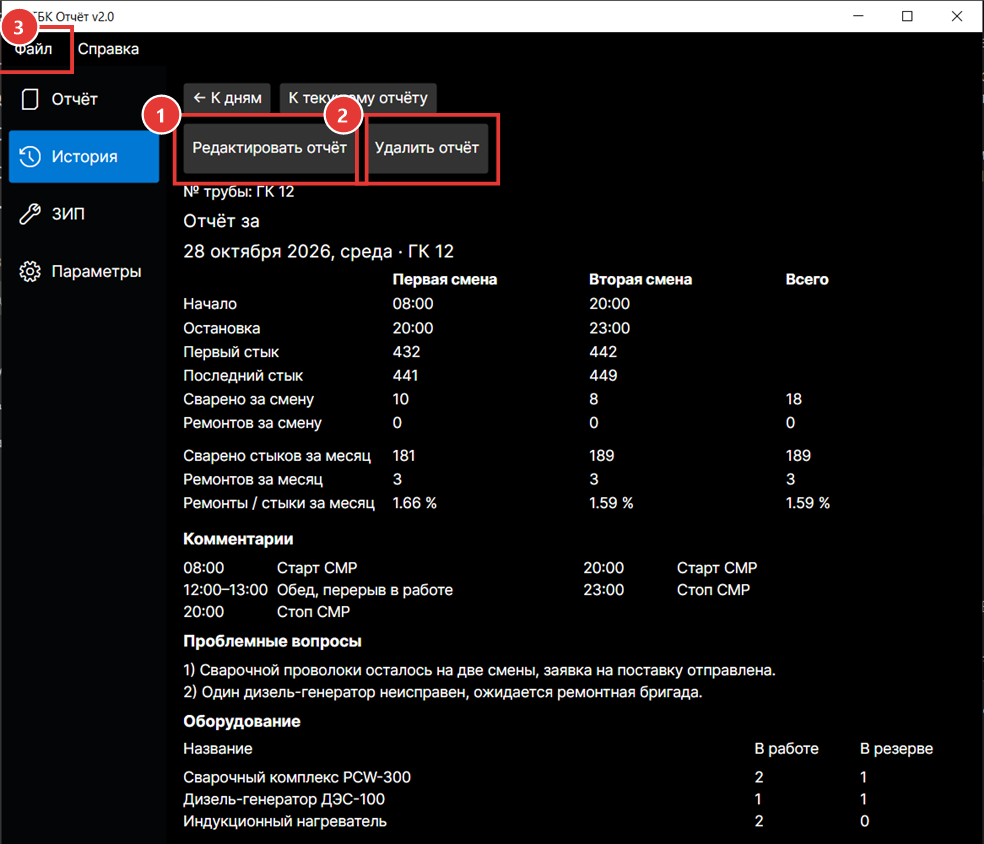 БК Отчёт v2.0
3
Файл Справка
Отчёт
История
ЗИП
Параметры
← К дням К текущему отчёту
1 2
Редактировать отчёт Удалить отчёт
№ трубы: ГК 12
Отчёт за
28 октября 2026, среда · ГК 12
Первая смена Вторая смена Всего
Начало 08:00 20:00
Остановка 20:00 23:00
Первый стык 432 442
Последний стык 441 449
Сварено за смену 10 8 18
Ремонтов за смену 0 0 0
Сварено стыков за месяц 181 189 189
Ремонтов за месяц 3 3 3
Ремонты / стыки за месяц 1.66 % 1.59 % 1.59 %
Комментарии
08:00 Старт СМР 20:00 Старт СМР
12:00–13:00 Обед, перерыв в работе 23:00 Стоп СМР
20:00 Стоп СМР
Проблемные вопросы
1) Сварочной проволоки осталось на две смены, заявка на поставку отправлена.
2) Один дизель-генератор неисправен, ожидается ремонтная бригада.
Оборудование
Название В работе В резерве
Сварочный комплекс PCW-300 2 1
Дизель-генератор ДЭС-100 1 1
Индукционный нагреватель 2 0